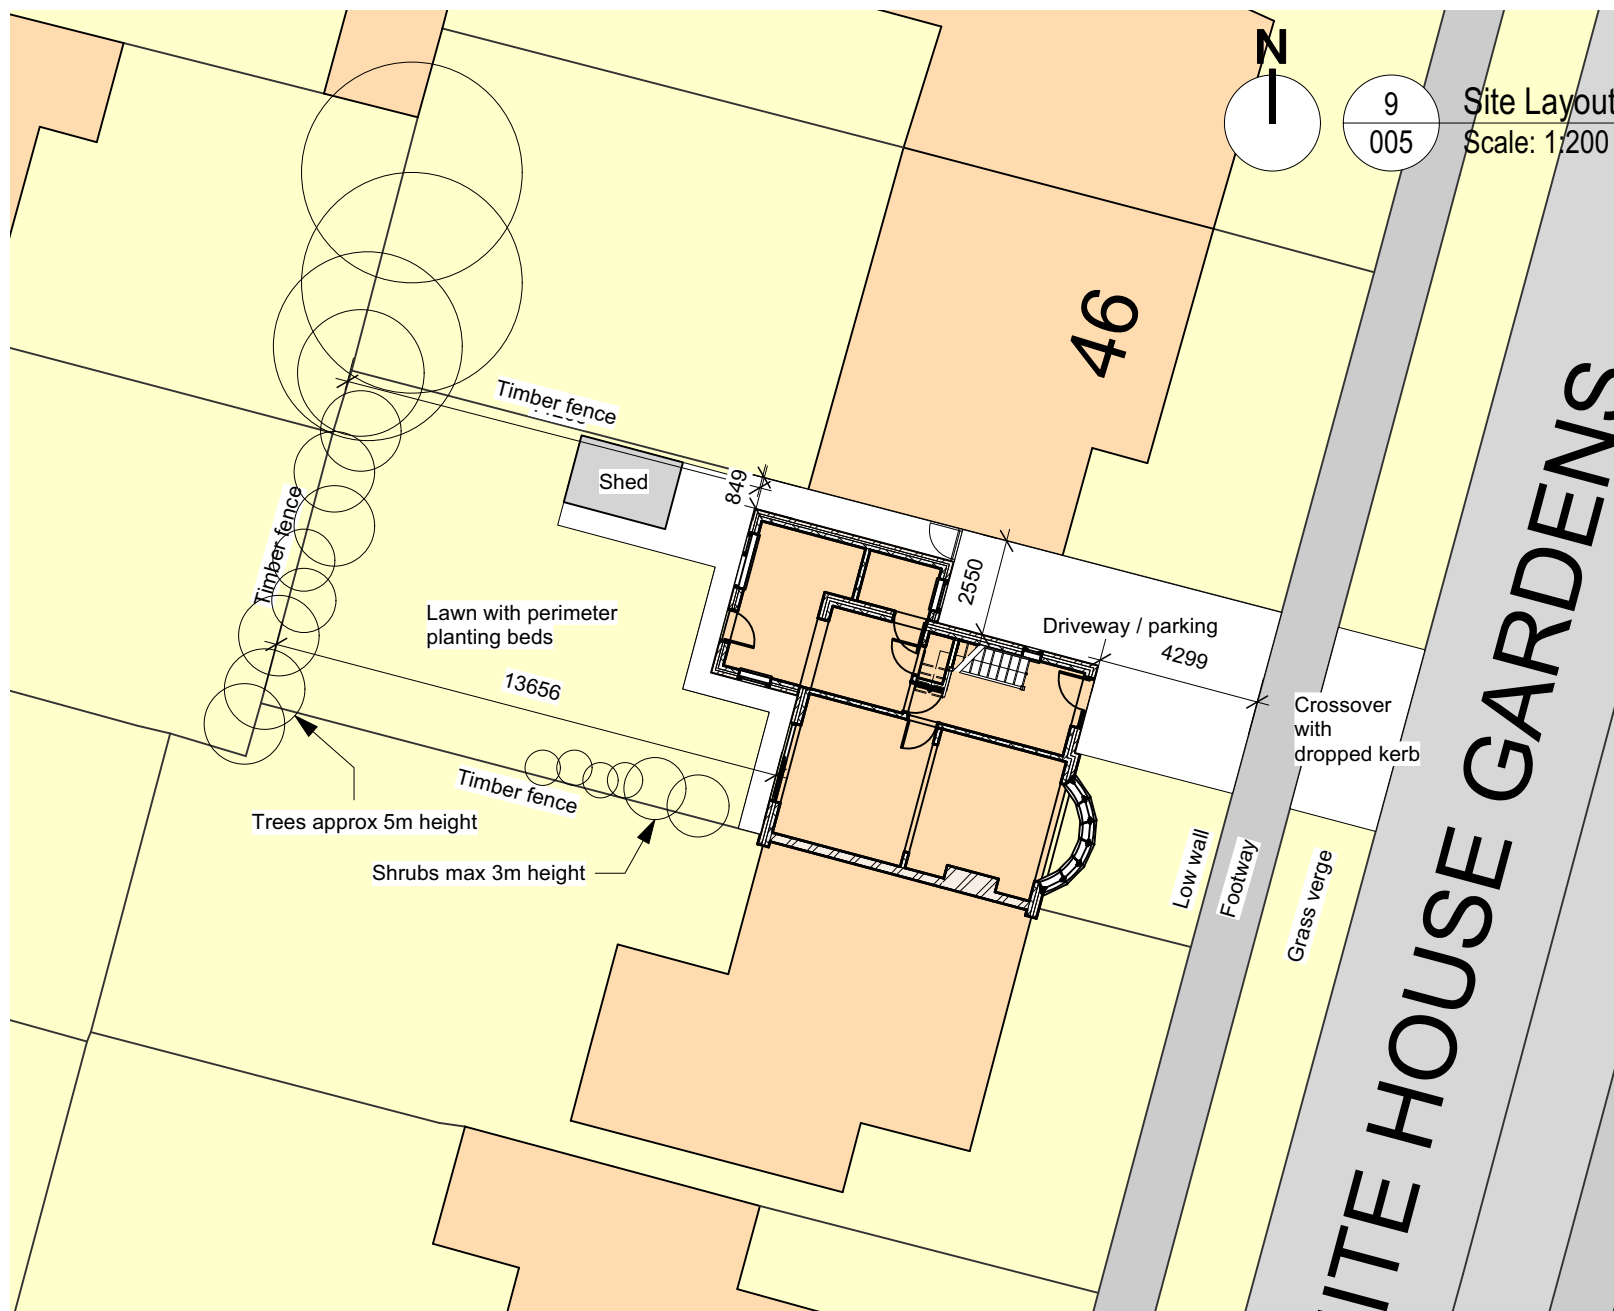 N
9
005
Site Layout
Scale: 1:200
46
Timber fence
Shed
849
2550
Timber fence
Lawn with perimeter
planting beds
Driveway / parking
4299
13656
Crossover
with
dropped kerb
Timber fence
Trees approx 5m height
Shrubs max 3m height
Low wall
Footway
Grass verge
ITE HOUSE GARDENS